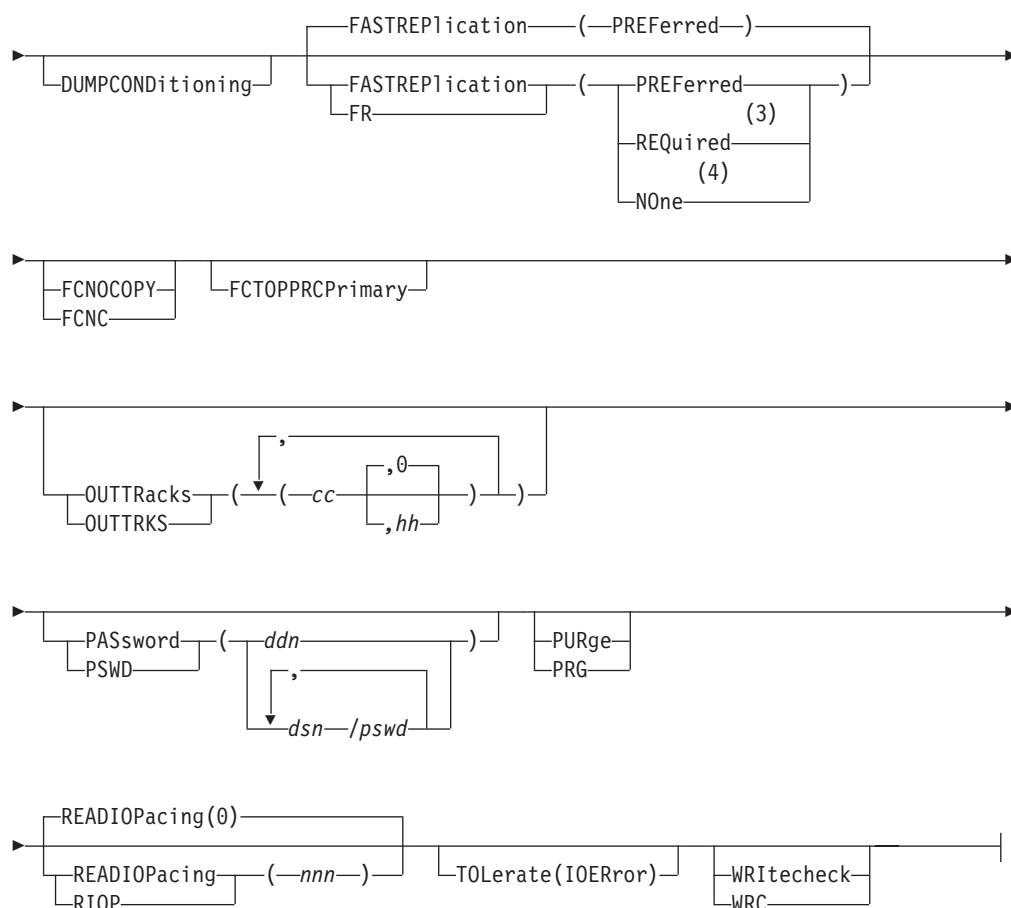 FASTREPlication ( PREFerred )
DUMPCONDitioning FASTREPlication ( PREFerred )
FR (3)
REQuired
(4)
NOne
FCNOCOPY FCTOPPRCPrimary
FCNC
,
,0
OUTTRacks ( ( cc ) )
OUTTRKS ,hh
PASsword ( ddn ) PURge
PSWD , PRG
dsn /pswd
READIOPacing(0)
READIOPacing ( nnn ) TOLerate(IOERror) WRItecheck
RIOP WRC